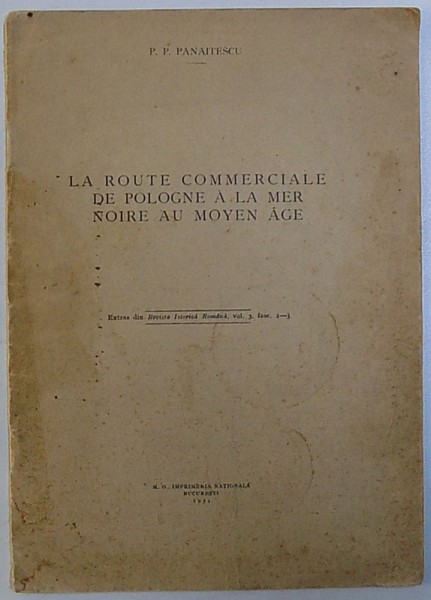 P. P. PANAITESCU
LA ROUTE COMMERCIALE
DE POLOGNE À LA MER
NOIRE AU MOYEN ÂGE
Extras din Revista Istorică Română, vol. 3, fasc. 2—3
M. O., IMPRIMERIA NAȚIONALĂ
BUCUREȘTI